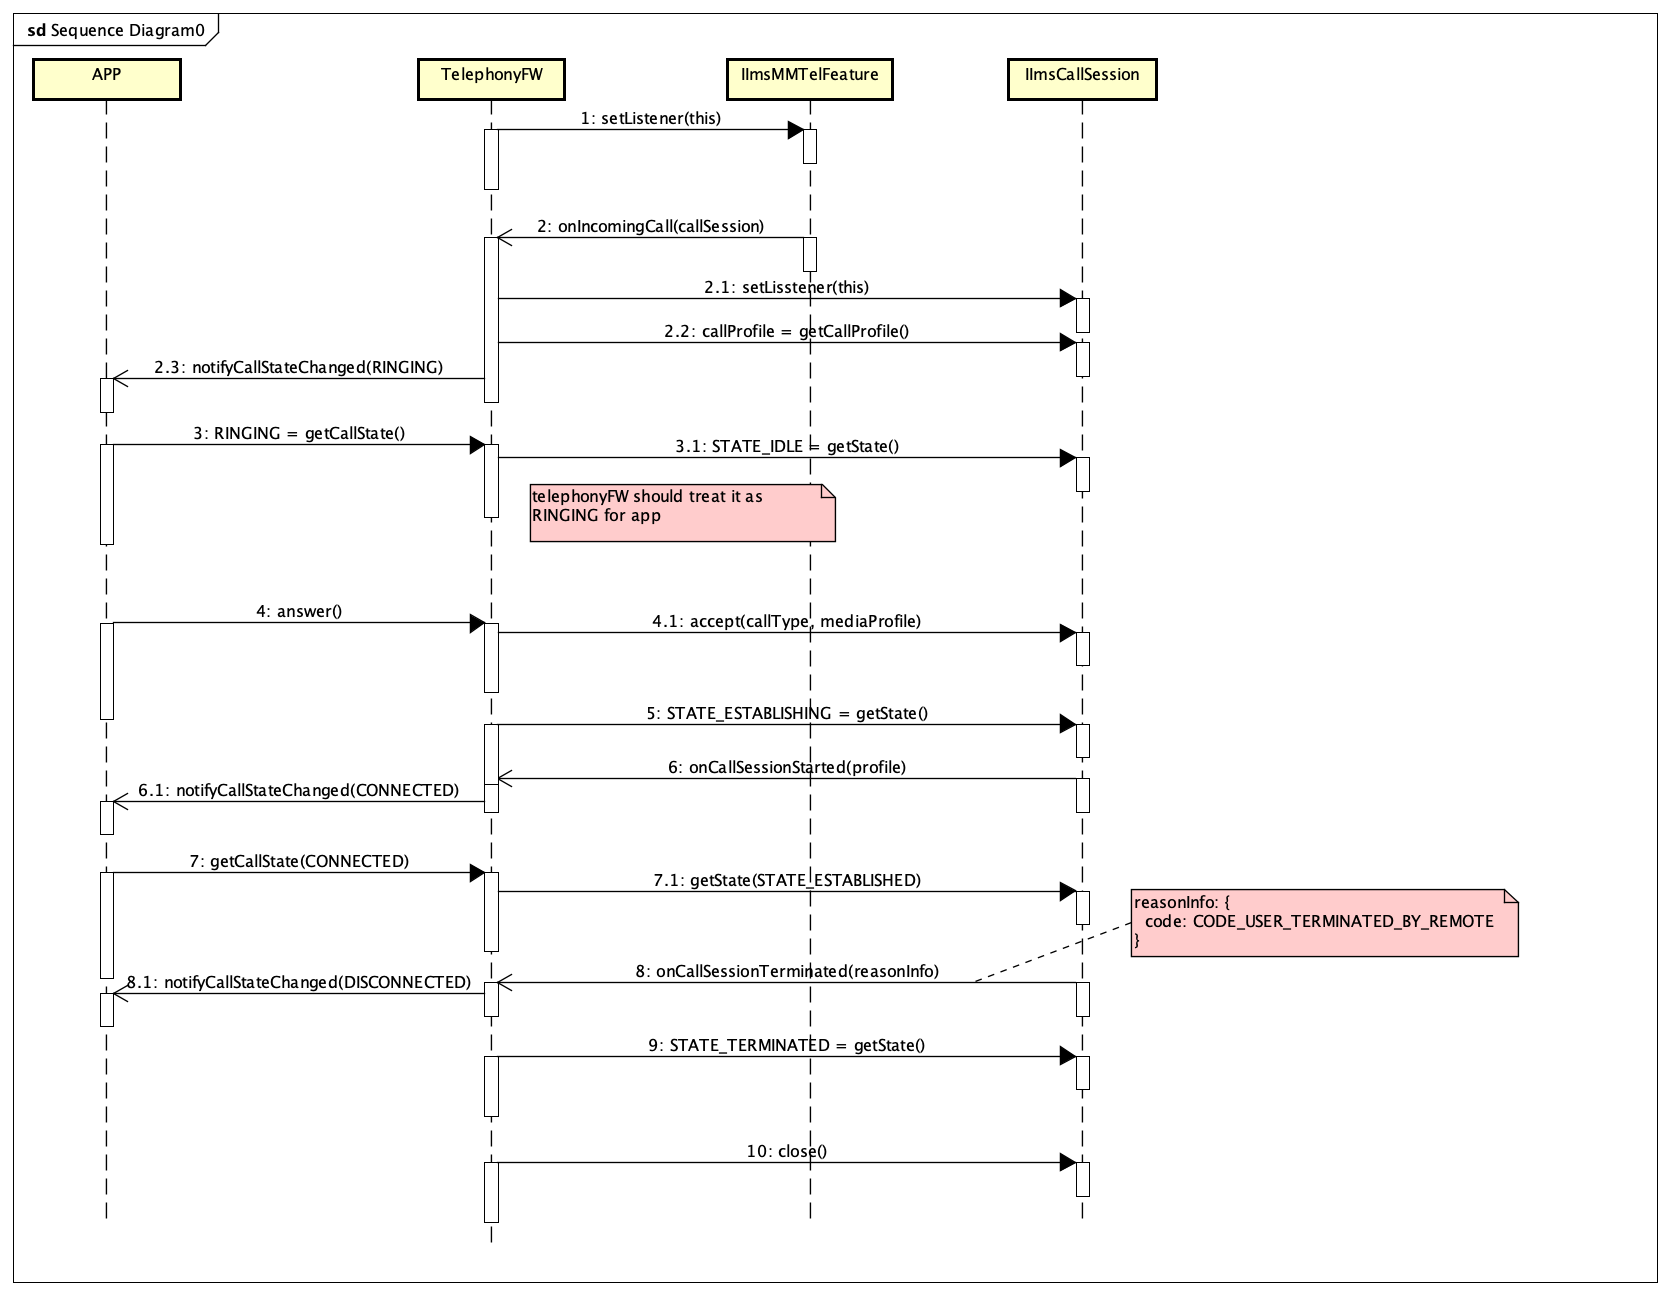 sd Sequence Diagram0
APP
TelephonyFW
IImsMMTelFeature
IImsCallSession
1: setListener(this)
2: onIncomingCall(callSession)
2.1: setLisstener(this)
2.2: callProfile = getCallProfile()
2.3: notifyCallStateChanged(RINGING)
3: RINGING = getCallState()
3.1: STATE_IDLE = getState()
telephonyFW should treat it as
RINGING for app
4: answer()
4.1: accept(callType, mediaProfile)
5: STATE_ESTABLISHING = getState()
6: onCallSessionStarted(profile)
6.1: notifyCallStateChanged(CONNECTED)
7: getCallState(CONNECTED)
7.1: getState(STATE_ESTABLISHED)
reasonInfo: {
code: CODE_USER_TERMINATED_BY_REMOTE
}
8: onCallSessionTerminated(reasonInfo)
8.1: notifyCallStateChanged(DISCONNECTED)
9: STATE_TERMINATED = getState()
10: close()